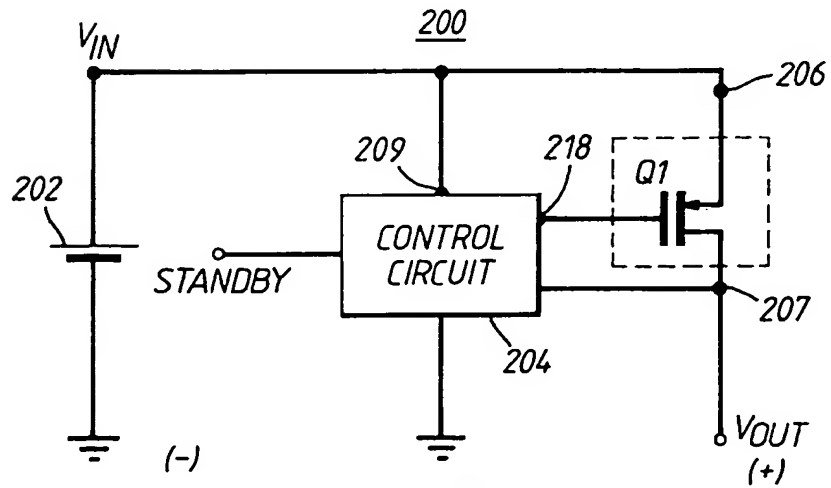 200
V_IN
206
209
218
Q1
202
CONTROL
CIRCUIT
STANDBY
207
204
V_OUT
(-)
(+)